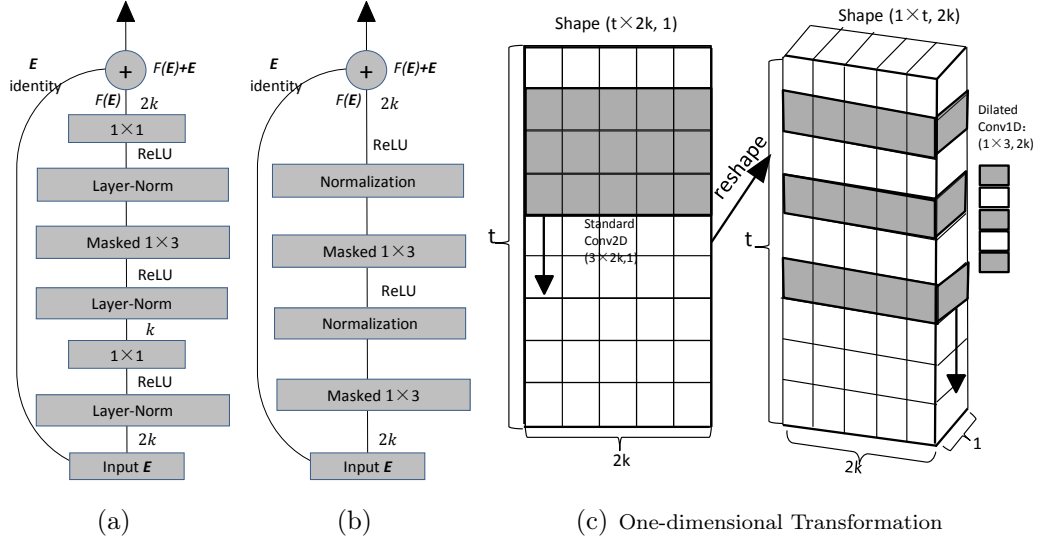 E
identity
+
F(E)+E
F(E)
2k
1×1
ReLU
Layer-Norm
Masked 1×3
ReLU
Layer-Norm
k
1×1
ReLU
Layer-Norm
2k
Input E
(a)
E
identity
+
F(E)+E
F(E)
2k
ReLU
Normalization
Masked 1×3
ReLU
Normalization
Masked 1×3
2k
Input E
(b)
Shape (t×2k, 1)
t
Standard
Conv2D
(3×2k,1)
2k
reshape
Shape (1×t, 2k)
t
2k
1
Dilated
Conv1D:
(1×3, 2k)
(c) One-dimensional Transformation